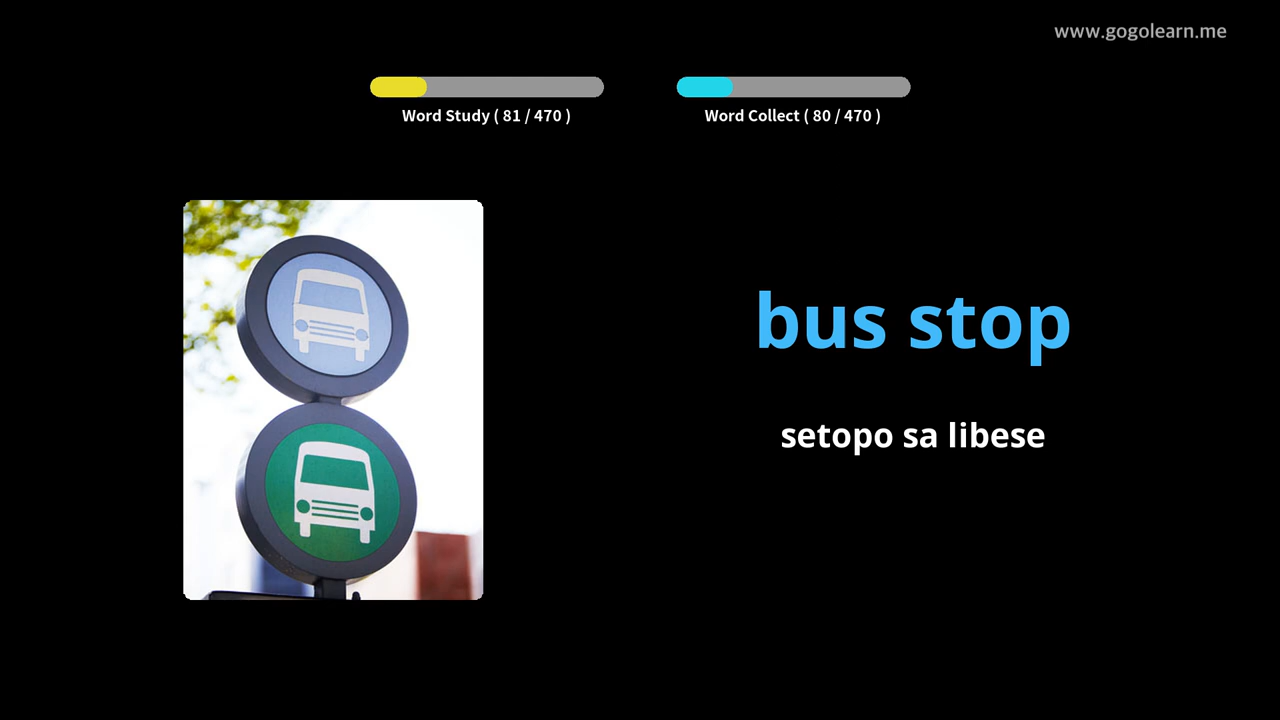 www.gogolearn.me
Word Study ( 81 / 470 )
Word Collect ( 80 / 470 )
bus stop
setopo sa libese